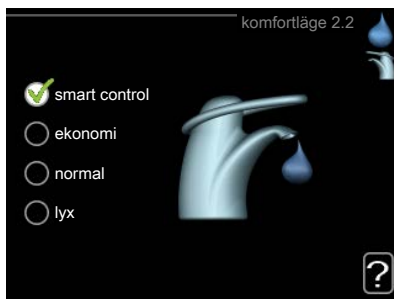 komfortläge 2.2
smart control
ekonomi
normal
lyx
?